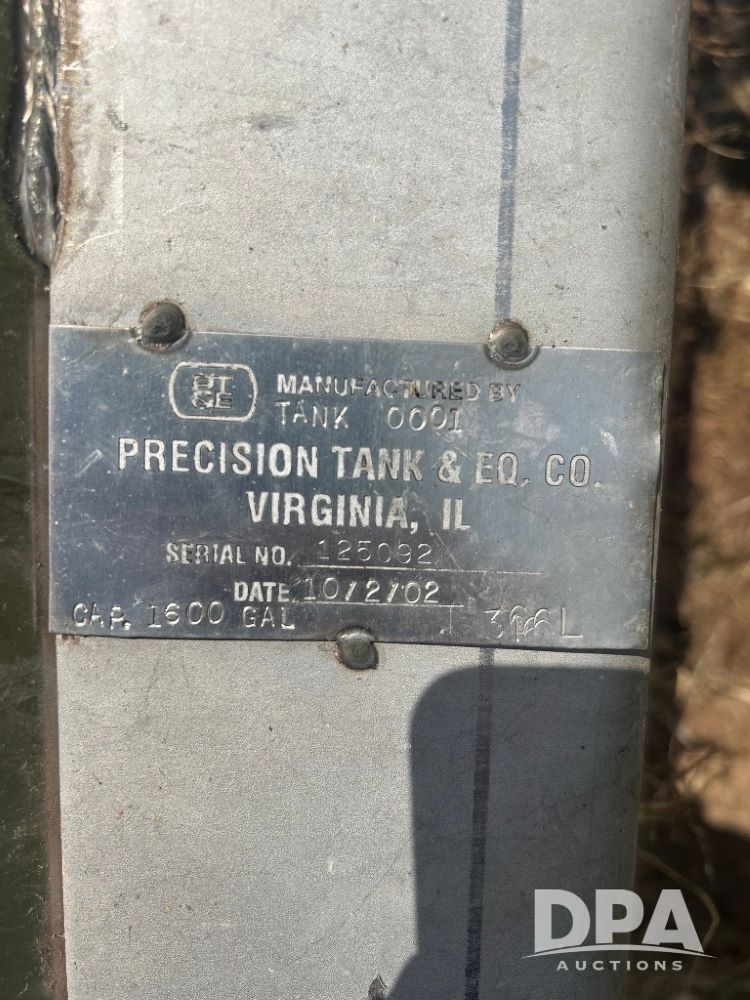 PT
&E
MANUFACTURED BY
TANK 0001
PRECISION TANK & EQ. CO.
VIRGINIA, IL
SERIAL NO. 125092
DATE 10/2/02
CAP. 1600 GAL
DPA
AUCTIONS